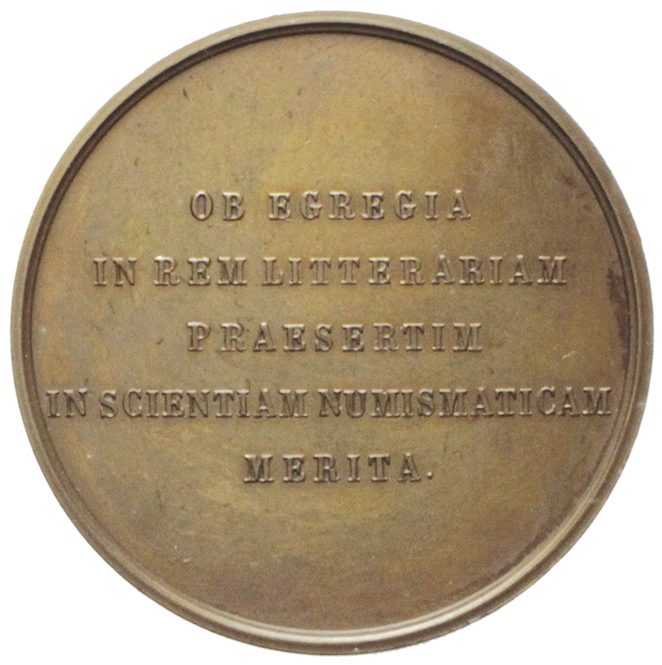 OB EGREGIA
IN REM LITTERARIAM
PRAESERTIM
IN SCIENTIAM NUMISMATICAM
MERITA.